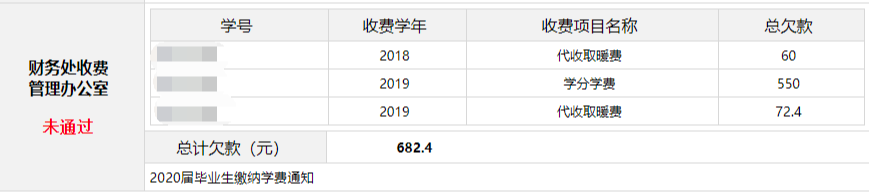 财务处收费
管理办公室
未通过
学号 收费学年 收费项目名称 总欠款
2018 代收取暖费 60
2019 学分学费 550
2019 代收取暖费 72.4
总计欠款（元） 682.4
2020届毕业生缴纳学费通知